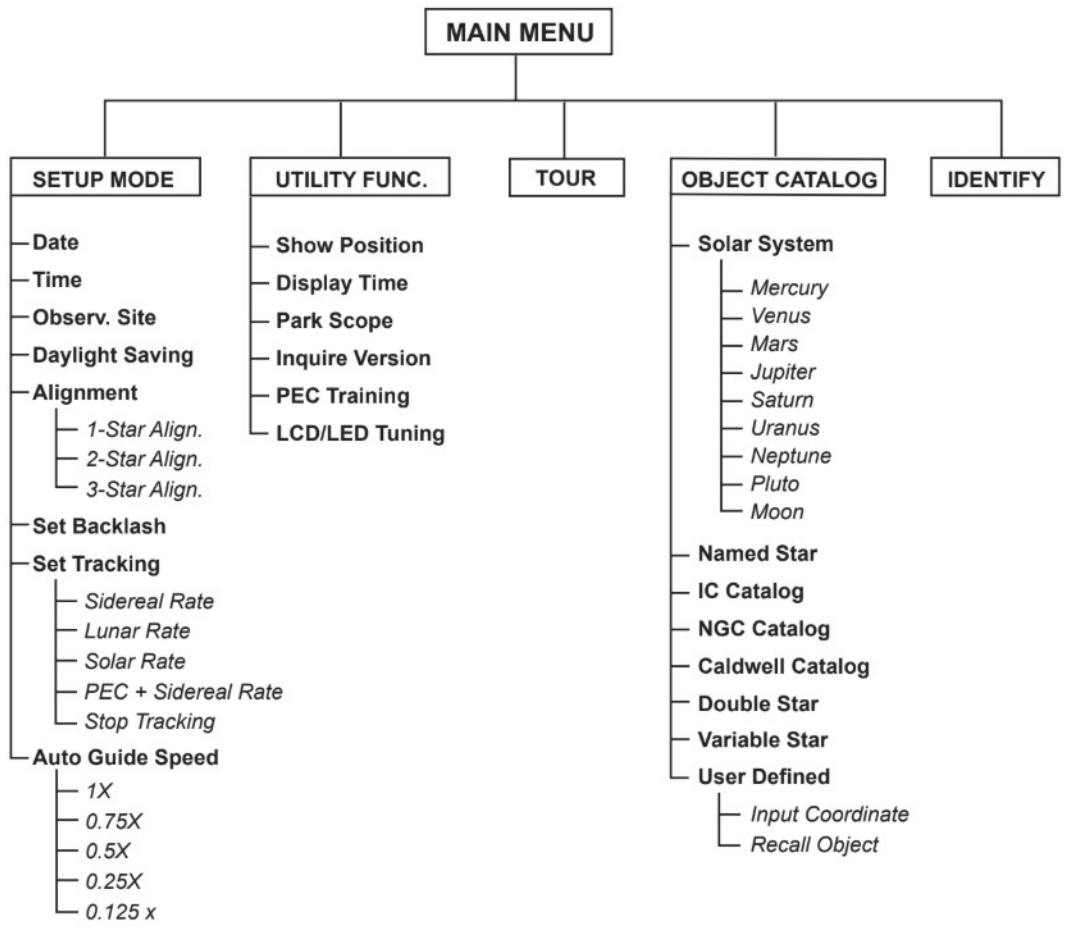 MAIN MENU
SETUP MODE
Date
Time
Observ. Site
Daylight Saving
Alignment
1-Star Align.
2-Star Align.
3-Star Align.
Set Backlash
Set Tracking
Sidereal Rate
Lunar Rate
Solar Rate
PEC + Sidereal Rate
Stop Tracking
Auto Guide Speed
1X
0.75X
0.5X
0.25X
0.125 x
UTILITY FUNC.
Show Position
Display Time
Park Scope
Inquire Version
PEC Training
LCD/LED Tuning
TOUR
OBJECT CATALOG
Solar System
Mercury
Venus
Mars
Jupiter
Saturn
Uranus
Neptune
Pluto
Moon
Named Star
IC Catalog
NGC Catalog
Caldwell Catalog
Double Star
Variable Star
User Defined
Input Coordinate
Recall Object
IDENTIFY